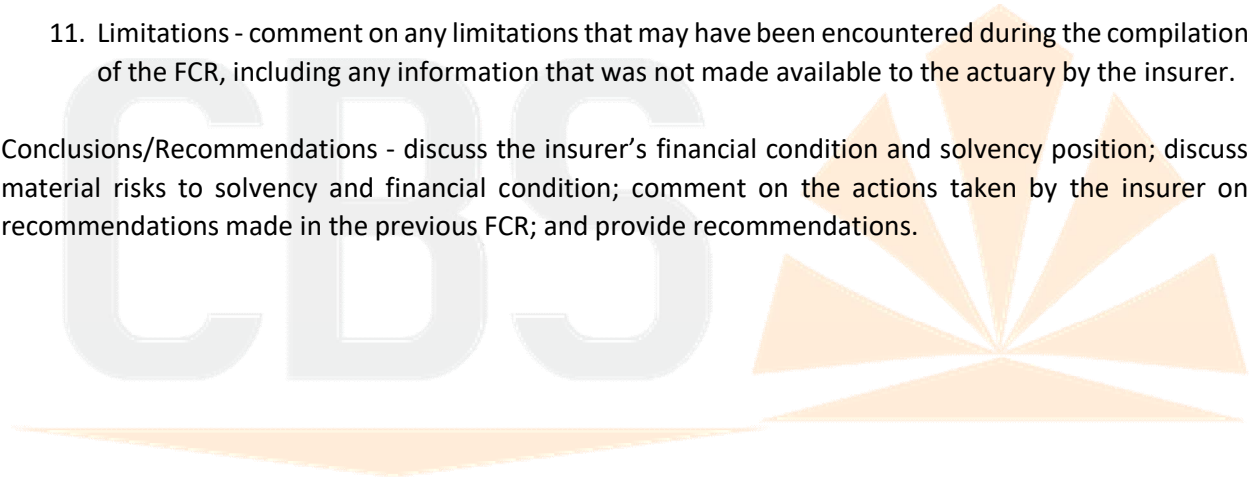 11. Limitations - comment on any limitations that may have been encountered during the compilation
of the FCR, including any information that was not made available to the actuary by the insurer.
Conclusions/Recommendations - discuss the insurer’s financial condition and solvency position; discuss
material risks to solvency and financial condition; comment on the actions taken by the insurer on
recommendations made in the previous FCR; and provide recommendations.
CBS